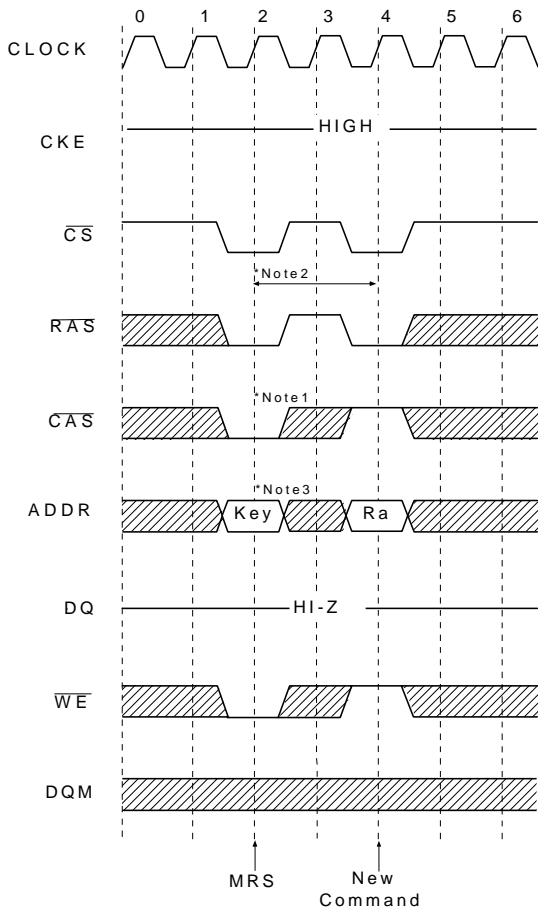 0 1 2 3 4 5 6
CLOCK
HIGH
CKE
CS
*Note2
RAS
*Note1
CAS
*Note3
ADDR Key Ra
DQ HI-Z
WE
DQM
MRS
New
Command